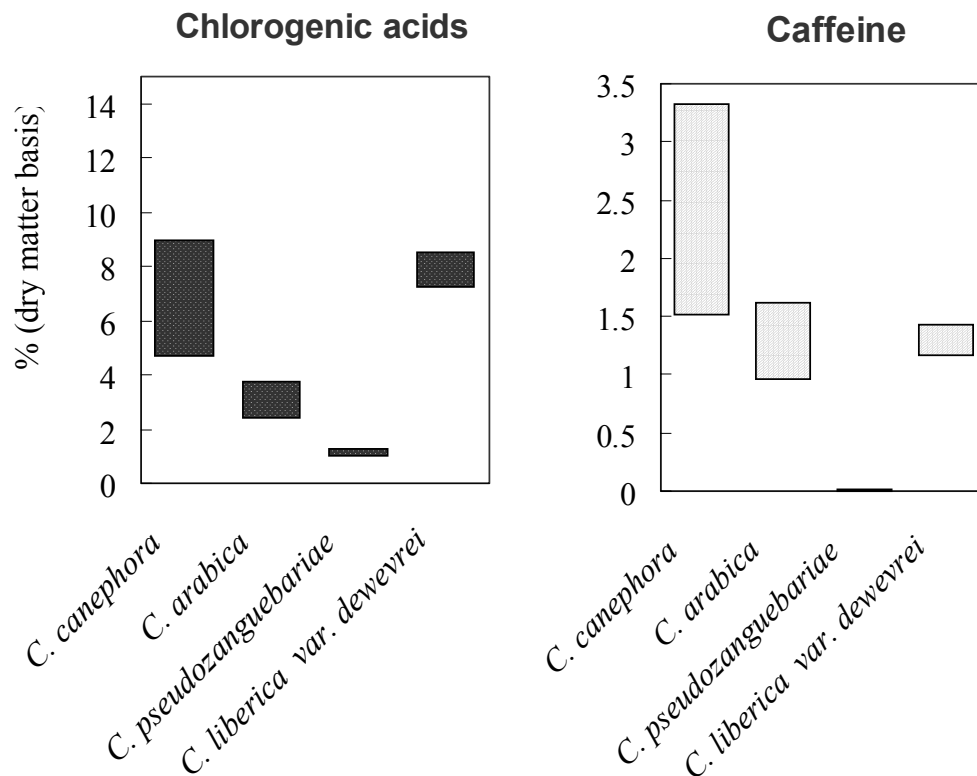 Chlorogenic acids
% (dry matter basis)
14
12
10
8
6
4
2
0
C. canephora
C. arabica
C. pseudozanguebariae
C. liberica var. dewevrei
Caffeine
3.5
3
2.5
2
1.5
1
0.5
0
C. canephora
C. arabica
C. pseudozanguebariae
C. liberica var. dewevrei